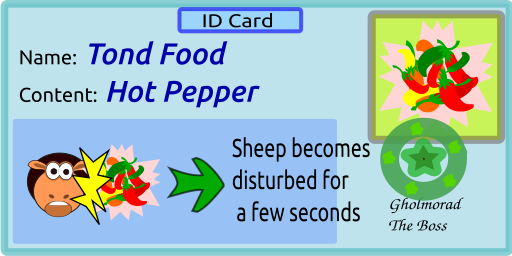 ID Card
Name: Tond Food
Content: Hot Pepper
Sheep becomes
disturbed for
a few seconds
Gholmorad
The Boss